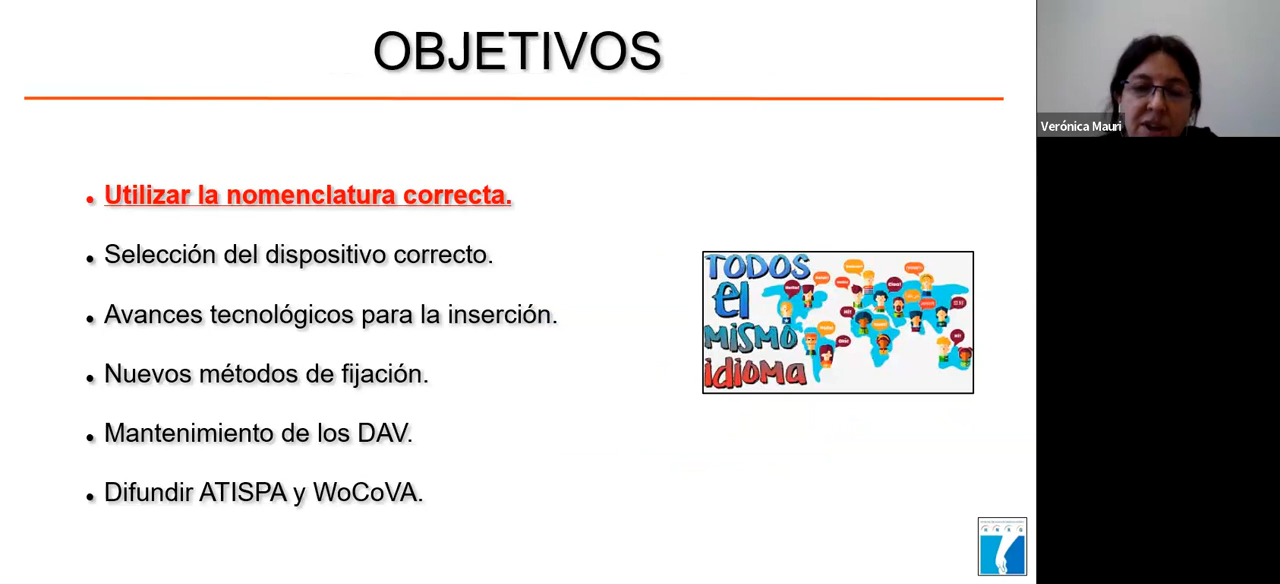 OBJETIVOS
Verónica Mauri
• Utilizar la nomenclatura correcta.
• Selección del dispositivo correcto.
• Avances tecnológicos para la inserción.
• Nuevos métodos de fijación.
• Mantenimiento de los DAV.
• Difundir ATISPA y WoCoVA.
TODOS
el
mismo
idioma